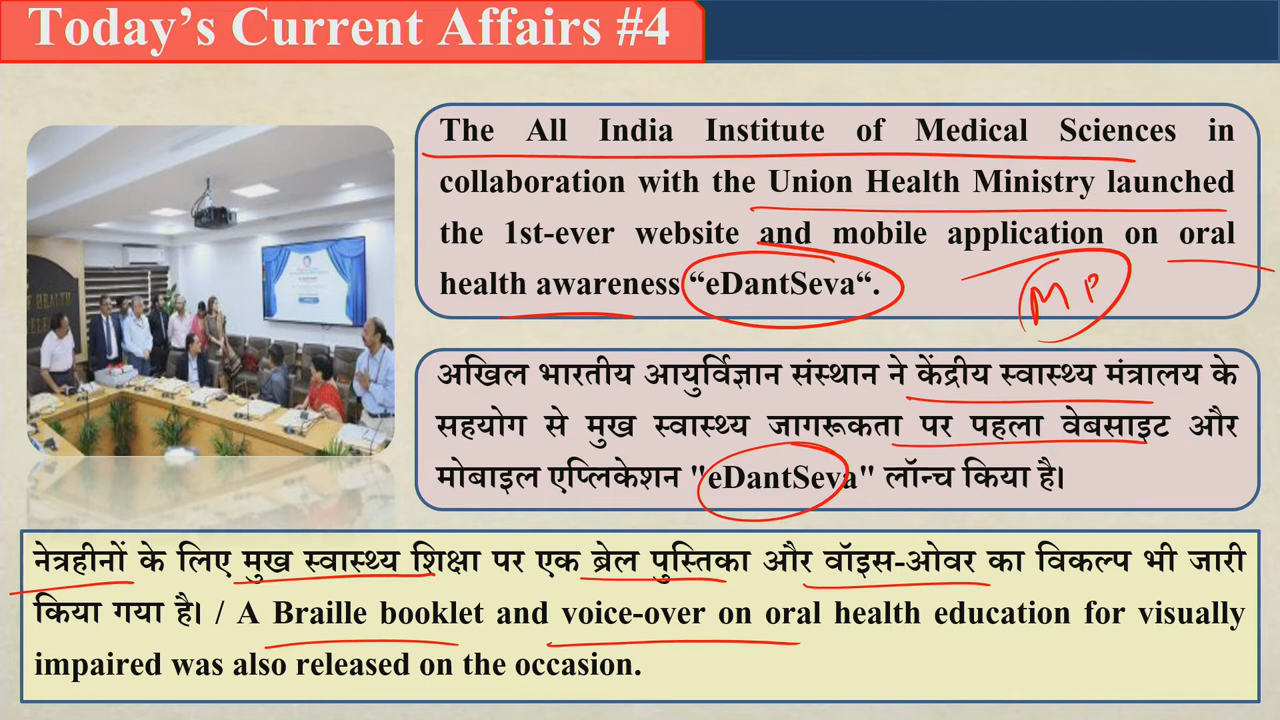 Today's Current Affairs #4
The All India Institute of Medical Sciences in
collaboration with the Union Health Ministry launched
the 1st-ever website and mobile application on oral
health awareness “eDantSeva“.
MP
अखिल भारतीय आयुर्विज्ञान संस्थान ने केंद्रीय स्वास्थ्य मंत्रालय के
सहयोग से मुख स्वास्थ्य जागरूकता पर पहला वेबसाइट और
मोबाइल एप्लिकेशन "eDantSeva" लॉन्च किया है।
OF HEALTH
नेत्रहीनों के लिए मुख स्वास्थ्य शिक्षा पर एक ब्रेल पुस्तिका और वॉइस-ओवर का विकल्प भी जारी
किया गया है। / A Braille booklet and voice-over on oral health education for visually
impaired was also released on the occasion.